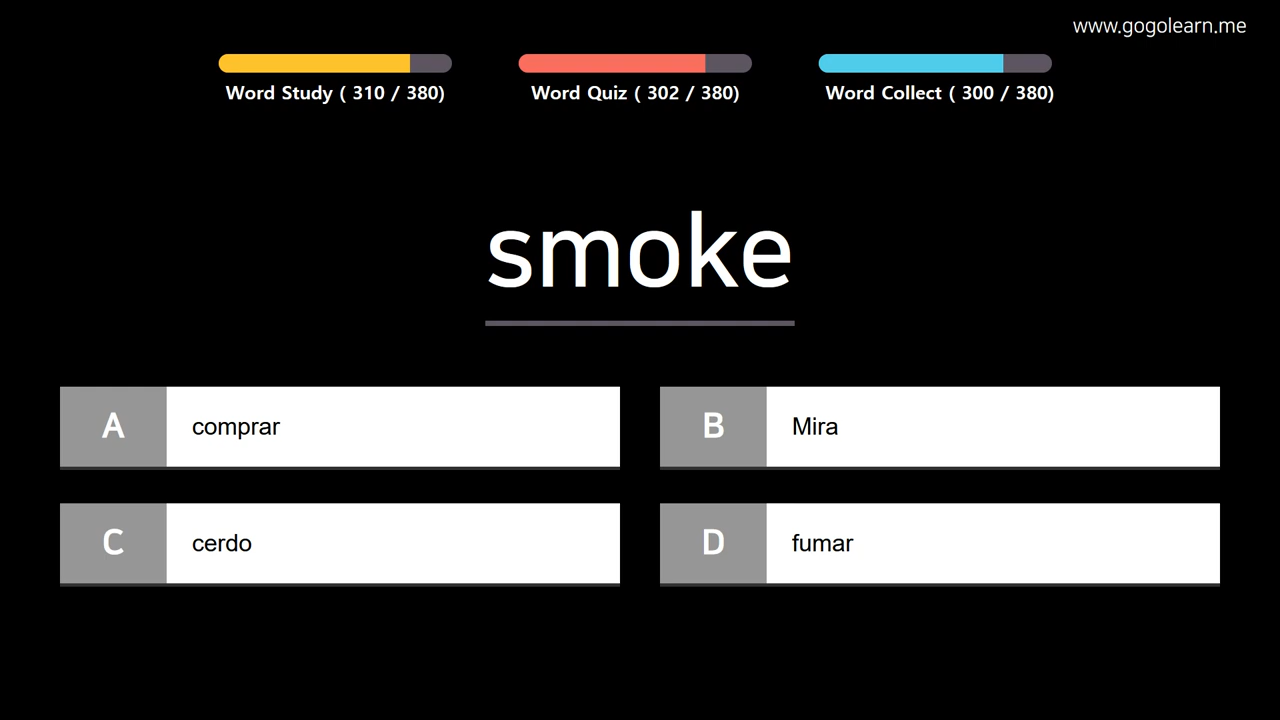 www.gogolearn.me
Word Study ( 310 / 380)
Word Quiz ( 302 / 380)
Word Collect ( 300 / 380)
smoke
A comprar
B Mira
C cerdo
D fumar